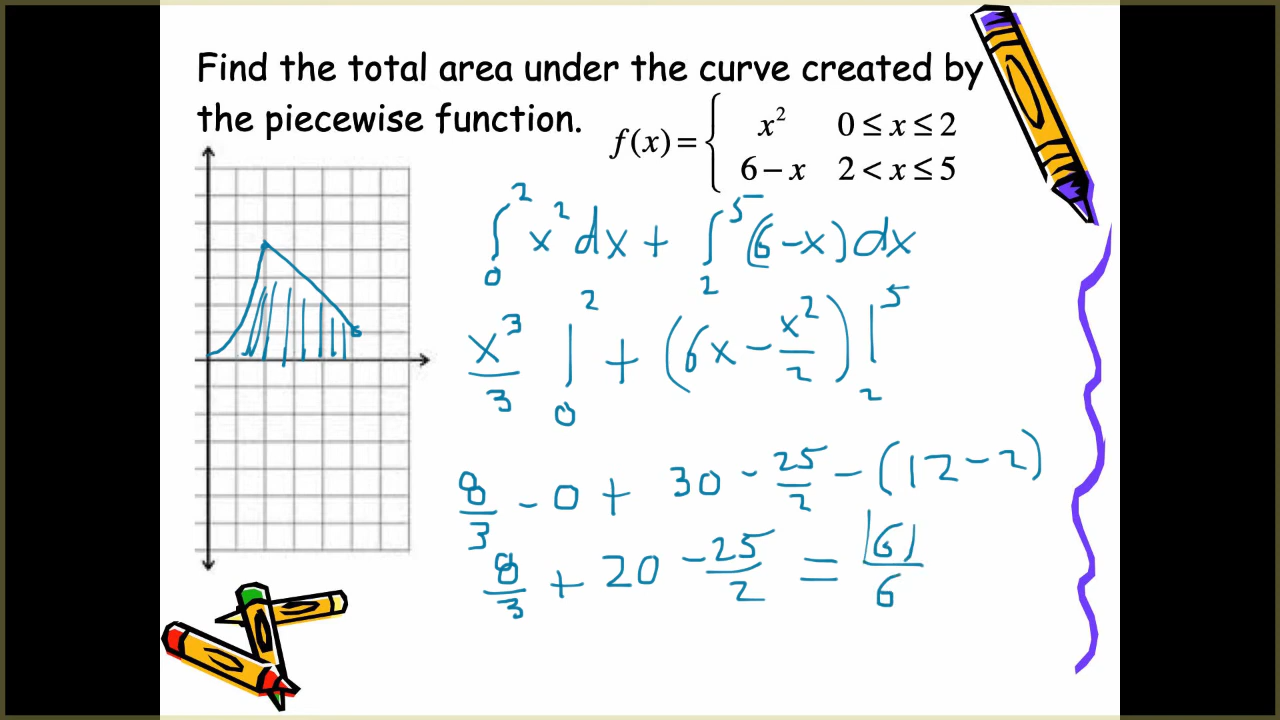 Find the total area under the curve created by
the piecewise function. f(x) = { x² 0 ≤ x ≤ 2
6 − x 2 < x ≤ 5
∫₀² x² dx + ∫₂⁵ (6 − x) dx
x³/3 |₀² + (6x − x²/2) |₂⁵
8/3 − 0 + 30 − 25/2 − (12 − 2)
8/3 + 20 − 25/2 = 161/6